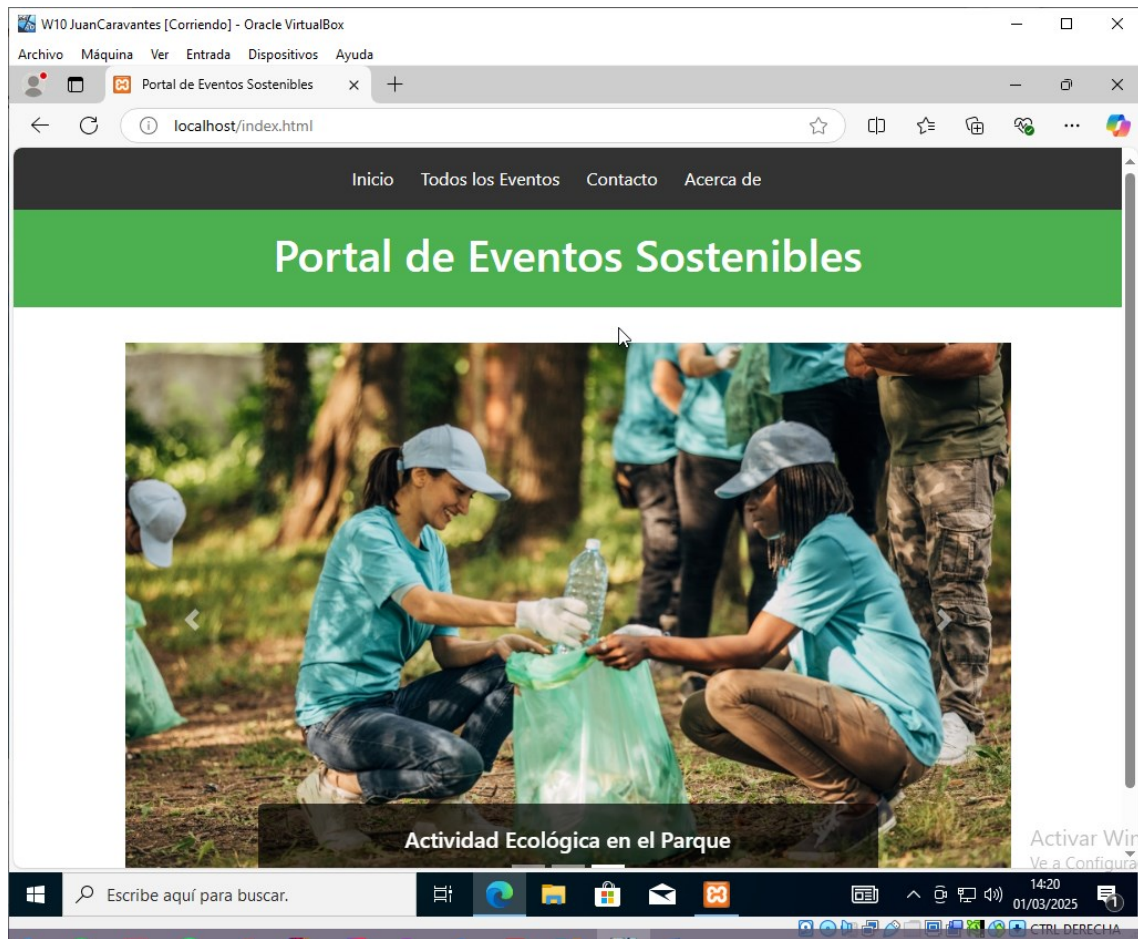 W10 JuanCaravantes [Corriendo] - Oracle VirtualBox
Archivo Máquina Ver Entrada Dispositivos Ayuda
Portal de Eventos Sostenibles
localhost/index.html
Inicio Todos los Eventos Contacto Acerca de
Portal de Eventos Sostenibles
Actividad Ecológica en el Parque
Activar Win
Ve a Configura
Escribe aquí para buscar.
14:20
01/03/2025
1
CTRL DERECHA